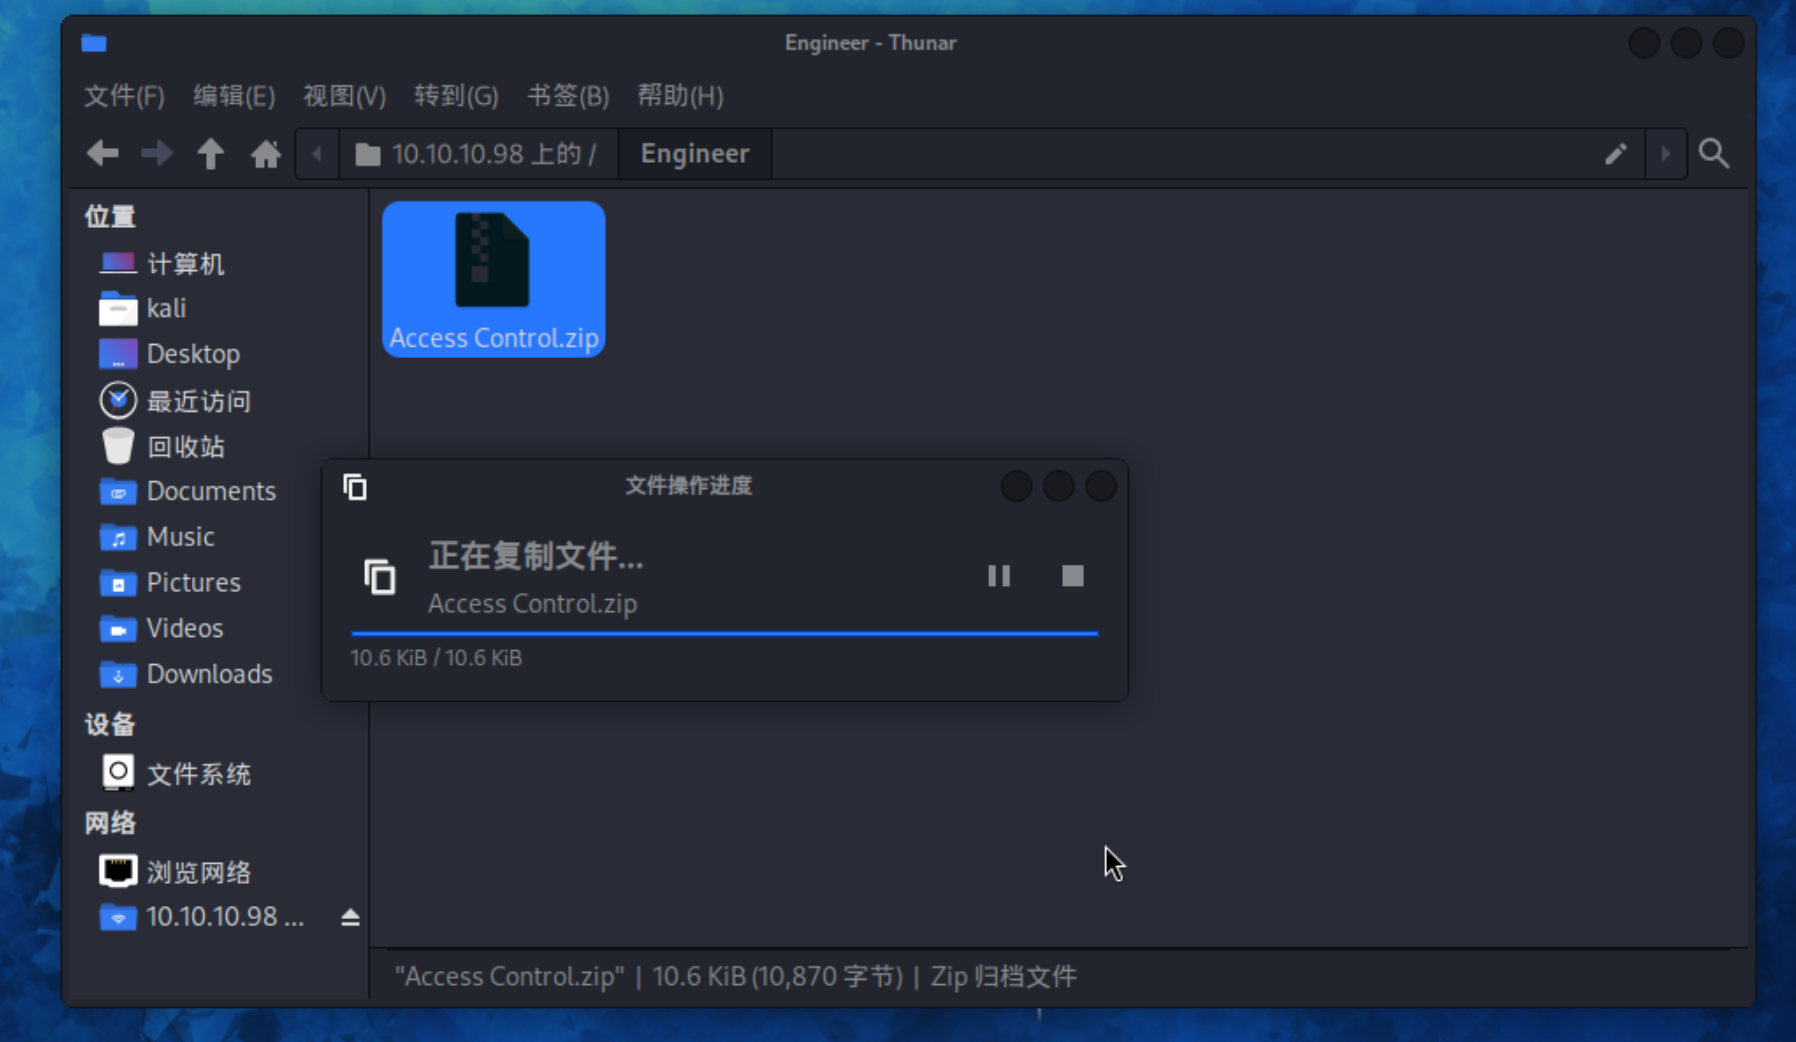 Engineer - Thunar
文件(F) 编辑(E) 视图(V) 转到(G) 书签(B) 帮助(H)
10.10.10.98 上的 / Engineer
位置
计算机
kali
Desktop
最近访问
回收站
Documents
Music
Pictures
Videos
Downloads
设备
文件系统
网络
浏览网络
10.10.10.98 ...
Access Control.zip
文件操作进度
正在复制文件...
Access Control.zip
10.6 KiB / 10.6 KiB
"Access Control.zip" | 10.6 KiB (10,870 字节) | Zip 归档文件